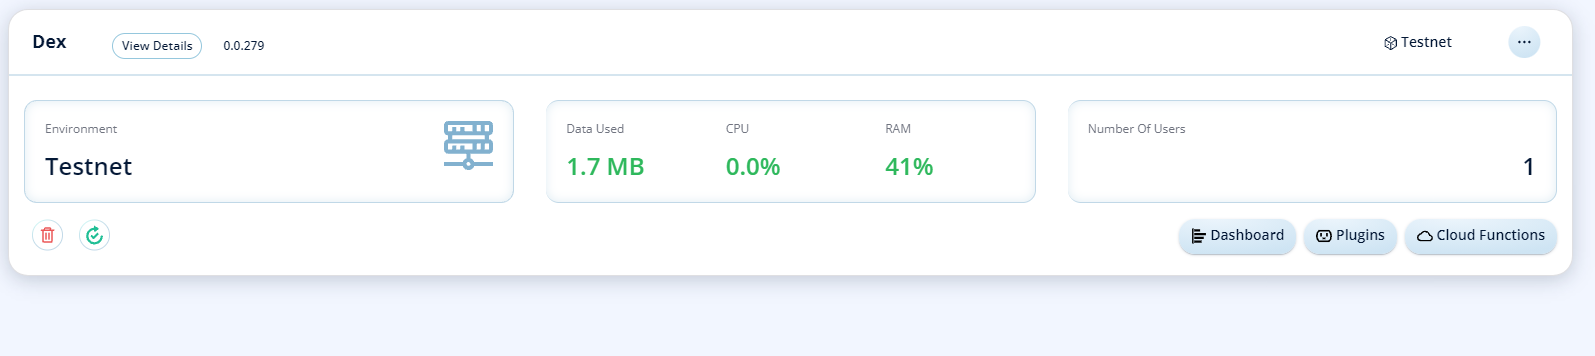 Dex View Details 0.0.279 Testnet ...
Environment
Testnet
Data Used CPU RAM
1.7 MB 0.0% 41%
Number Of Users
1
Dashboard Plugins Cloud Functions